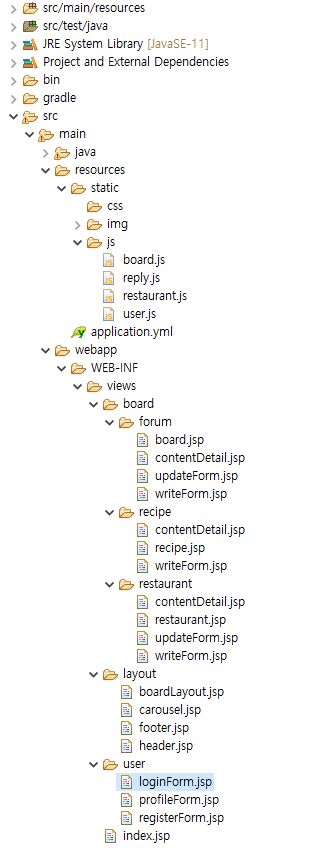 src/main/resources
src/test/java
JRE System Library [JavaSE-11]
Project and External Dependencies
bin
gradle
src
main
java
resources
static
css
img
js
board.js
reply.js
restaurant.js
user.js
application.yml
webapp
WEB-INF
views
board
forum
board.jsp
contentDetail.jsp
updateForm.jsp
writeForm.jsp
recipe
contentDetail.jsp
recipe.jsp
writeForm.jsp
restaurant
contentDetail.jsp
restaurant.jsp
updateForm.jsp
writeForm.jsp
layout
boardLayout.jsp
carousel.jsp
footer.jsp
header.jsp
user
loginForm.jsp
profileForm.jsp
registerForm.jsp
index.jsp